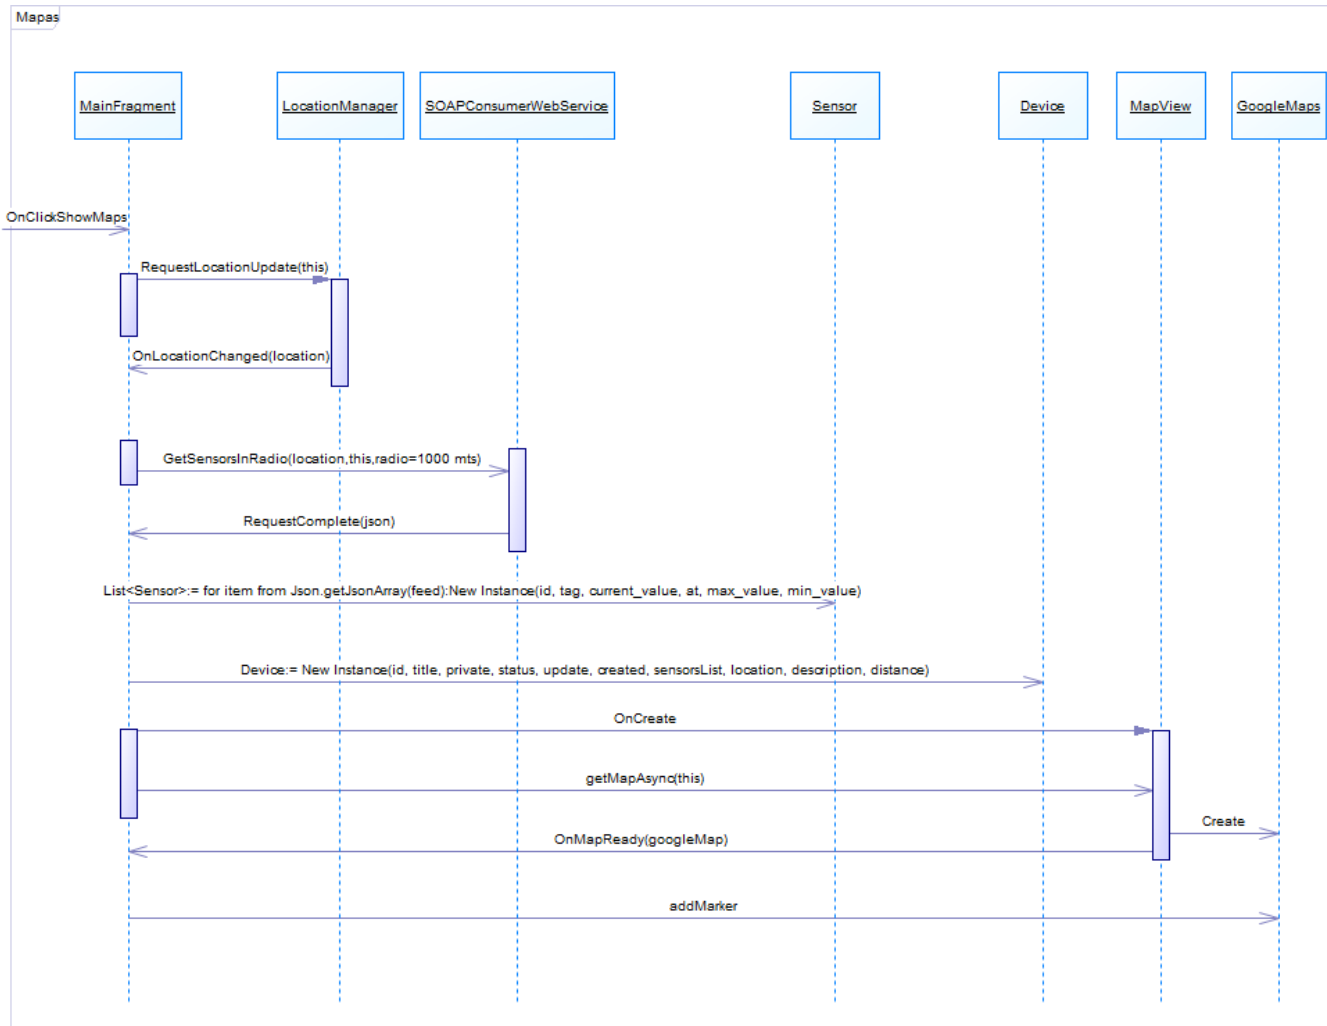 Mapas
MainFragment
LocationManager
SOAPConsumerWebService
Sensor
Device
MapView
GoogleMaps
OnClickShowMaps
RequestLocationUpdate(this)
OnLocationChanged(location)
GetSensorsInRadio(location,this,radio=1000 mts)
RequestComplete(json)
List<Sensor>:= for item from Json.getJsonArray(feed):New Instance(id, tag, current_value, at, max_value, min_value)
Device:= New Instance(id, title, private, status, update, created, sensorsList, location, description, distance)
OnCreate
getMapAsync(this)
Create
OnMapReady(googleMap)
addMarker